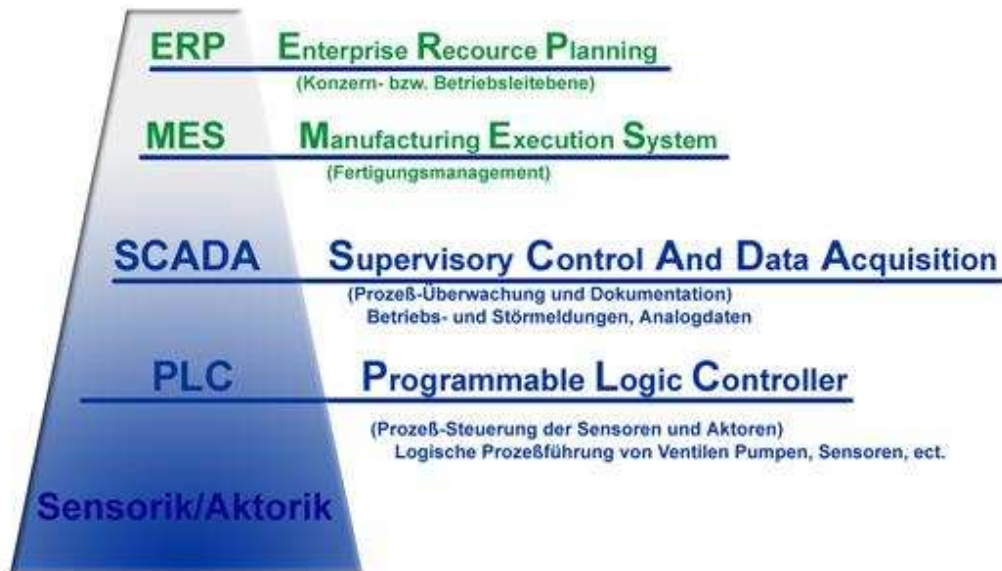 ERP Enterprise Recource Planning
(Konzern- bzw. Betriebsleitebene)
MES Manufacturing Execution System
(Fertigungsmanagement)
SCADA Supervisory Control And Data Acquisition
(Prozeß-Überwachung und Dokumentation)
Betriebs- und Störmeldungen, Analogdaten
PLC Programmable Logic Controller
(Prozeß-Steuerung der Sensoren und Aktoren)
Logische Prozeßführung von Ventilen Pumpen, Sensoren, ect.
Sensorik/Aktorik